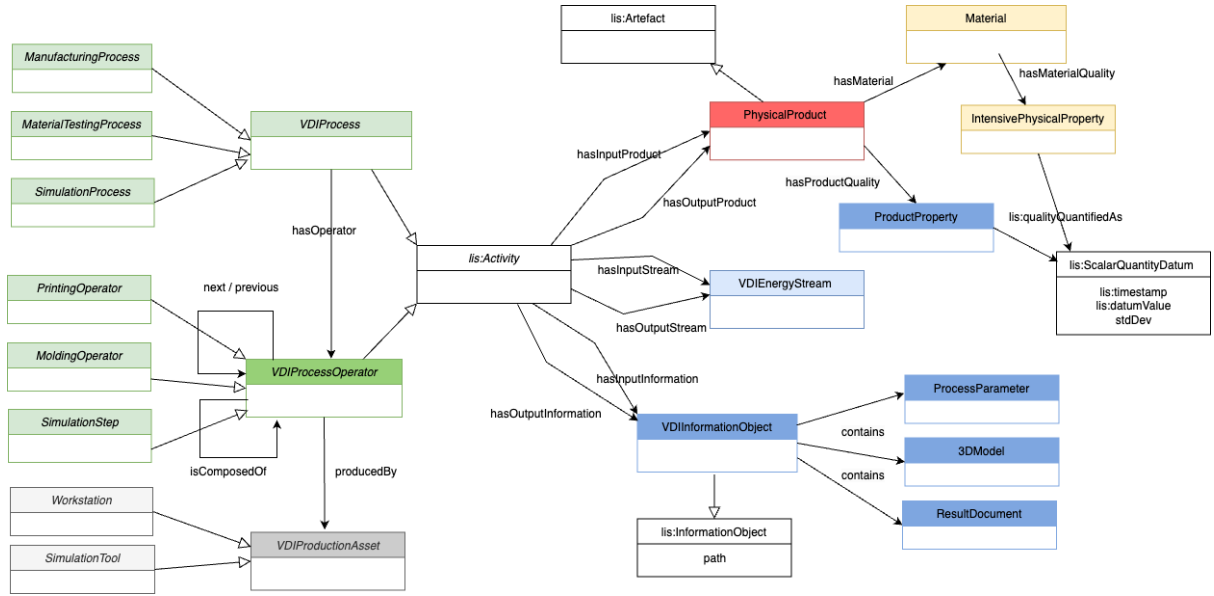 lis:Artefact
Material
ManufacturingProcess
hasMaterial
hasMaterialQuality
MaterialTestingProcess
VDIProcess
PhysicalProduct
IntensivePhysicalProperty
hasInputProduct
SimulationProcess
hasProductQuality
hasOutputProduct
ProductProperty
lis:qualityQuantifiedAs
hasOperator
lis:Activity
lis:ScalarQuantityDatum
lis:timestamp
lis:datumValue
stdDev
hasInputStream
VDIEnergyStream
hasOutputStream
PrintingOperator
next / previous
MoldingOperator
VDIProcessOperator
hasInputInformation
ProcessParameter
hasOutputInformation
SimulationStep
VDIInformationObject
contains
3DModel
isComposedOf
producedBy
contains
Workstation
ResultDocument
lis:InformationObject
path
VDIProductionAsset
SimulationTool